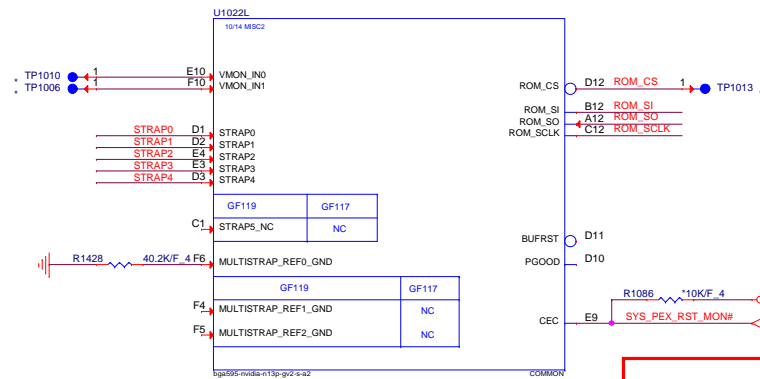 U1022L
10/14 MISC2
TP1010 1 E10 VMON_IN0
* TP1006 1 F10 VMON_IN1
*
ROM_CS D12 ROM_CS 1 TP1013
ROM_SI B12 ROM_SI
ROM_SO A12 ROM_SO
ROM_SCLK C12 ROM_SCLK
STRAP0 D1 STRAP0
STRAP1 D2 STRAP1
STRAP2 E4 STRAP2
STRAP3 E3 STRAP3
STRAP4 D3 STRAP4
GF119 GF117
C1 STRAP5_NC NC
BUFRST D11
PGOOD D10
R1428 40.2K/F_4 F6 MULTISTRAP_REF0_GND
GF119 GF117
R1086 *10K/F_4
F4 MULTISTRAP_REF1_GND NC
CEC E9 SYS_PEX_RST_MON#
F5 MULTISTRAP_REF2_GND NC
bga595-nvidia-n13p-gv2-s-a2 COMMON